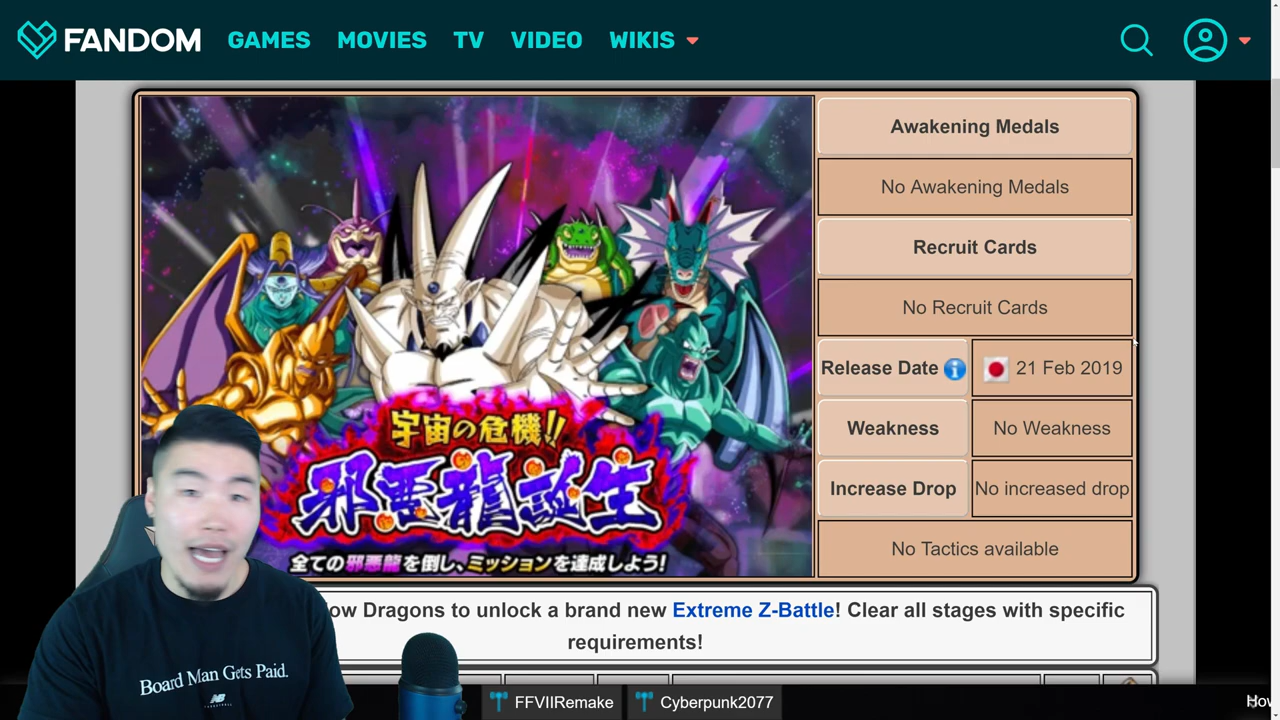 FANDOM
GAMES MOVIES TV VIDEO WIKIS
宇宙の危機!!
邪悪龍誕生
全ての邪悪龍を倒し、ミッションを達成しよう!
Awakening Medals
No Awakening Medals
Recruit Cards
No Recruit Cards
Release Date
21 Feb 2019
Weakness
No Weakness
Increase Drop
No increased drop
No Tactics available
Dragons to unlock a brand new Extreme Z-Battle! Clear all stages with specific
requirements!
Board Man Gets Paid.
FFVIIRemake
Cyberpunk2077